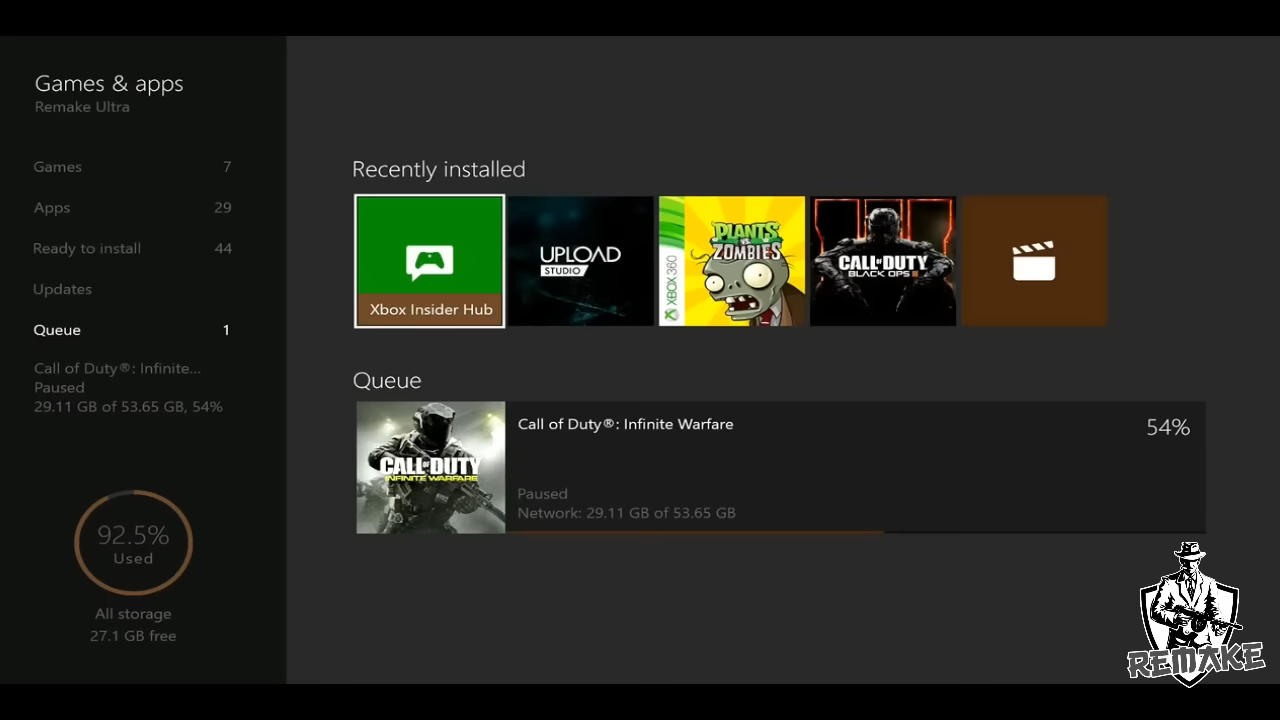 Games & apps
Remake Ultra
Games 7
Apps 29
Ready to install 44
Updates
Queue 1
Call of Duty®: Infinite...
Paused
29.11 GB of 53.65 GB, 54%
92.5%
Used
All storage
27.1 GB free
Recently installed
Xbox Insider Hub
UPLOAD
STUDIO
XBOX 360
PLANTS
VS.
ZOMBIES
CALL OF DUTY
BLACK OPS III
Queue
CALL OF DUTY
INFINITE WARFARE
Call of Duty®: Infinite Warfare
54%
Paused
Network: 29.11 GB of 53.65 GB
REMAKE